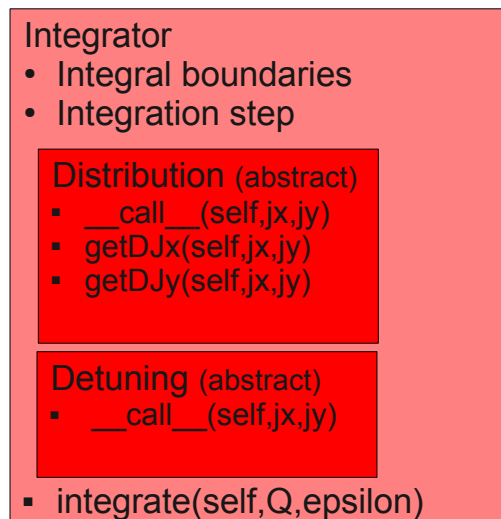 Integrator
• Integral boundaries
• Integration step
Distribution (abstract)
▪ __call__(self,jx,jy)
▪ getDJx(self,jx,jy)
▪ getDJy(self,jx,jy)
Detuning (abstract)
▪ __call__(self,jx,jy)
▪ integrate(self,Q,epsilon)